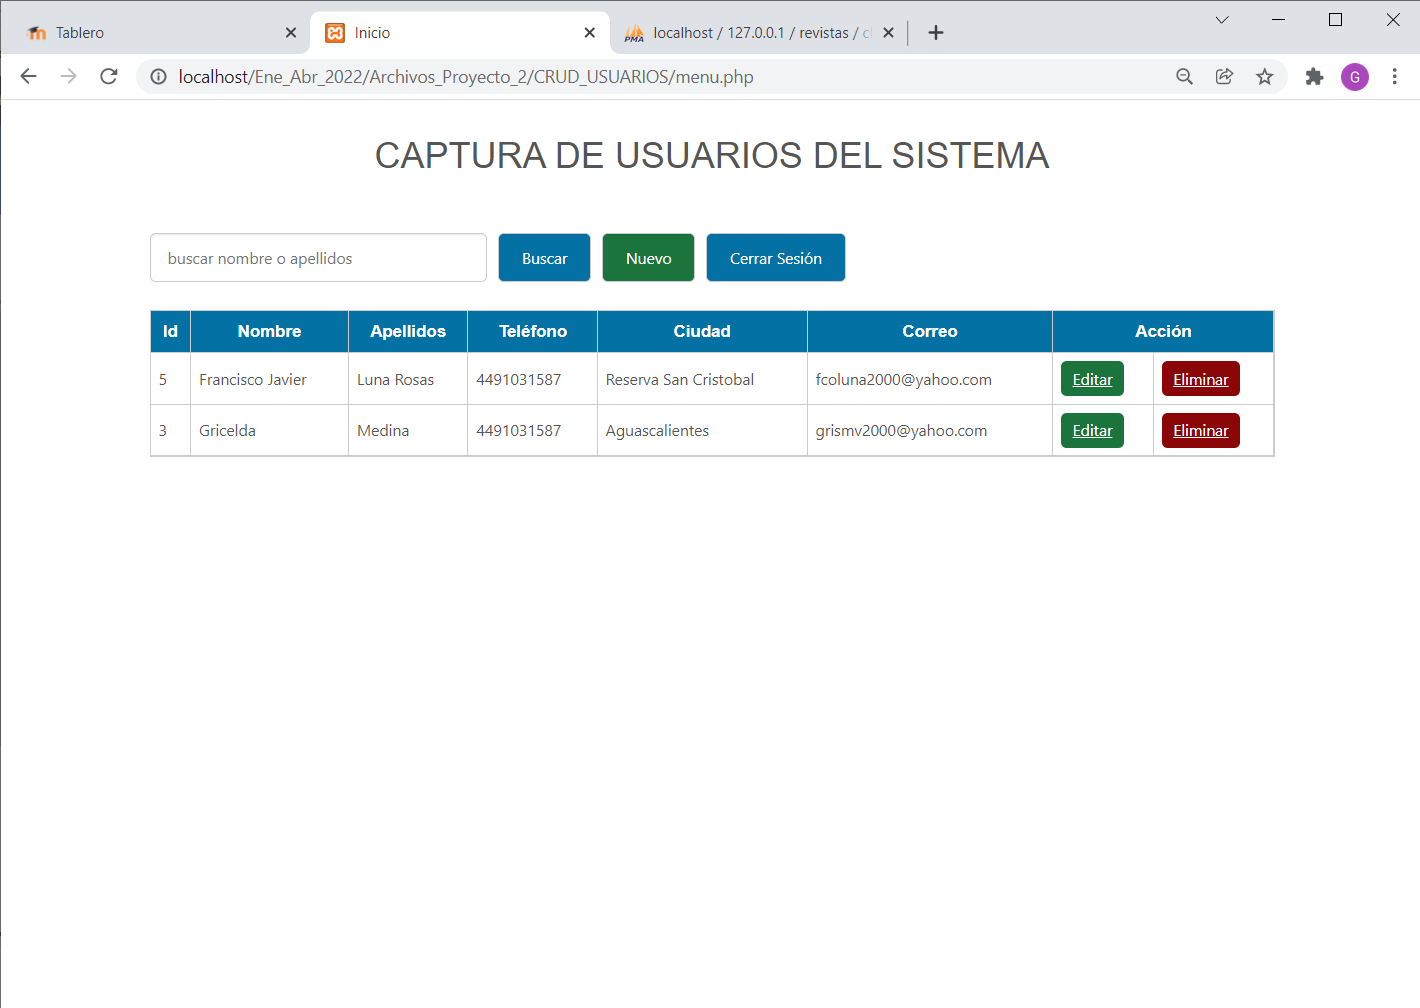 Tablero
Inicio
localhost / 127.0.0.1 / revistas /
localhost/Ene_Abr_2022/Archivos_Proyecto_2/CRUD_USUARIOS/menu.php
G
CAPTURA DE USUARIOS DEL SISTEMA
buscar nombre o apellidos Buscar Nuevo Cerrar Sesión
Id Nombre Apellidos Teléfono Ciudad Correo Acción
5 Francisco Javier Luna Rosas 4491031587 Reserva San Cristobal fcoluna2000@yahoo.com Editar Eliminar
3 Gricelda Medina 4491031587 Aguascalientes grismv2000@yahoo.com Editar Eliminar